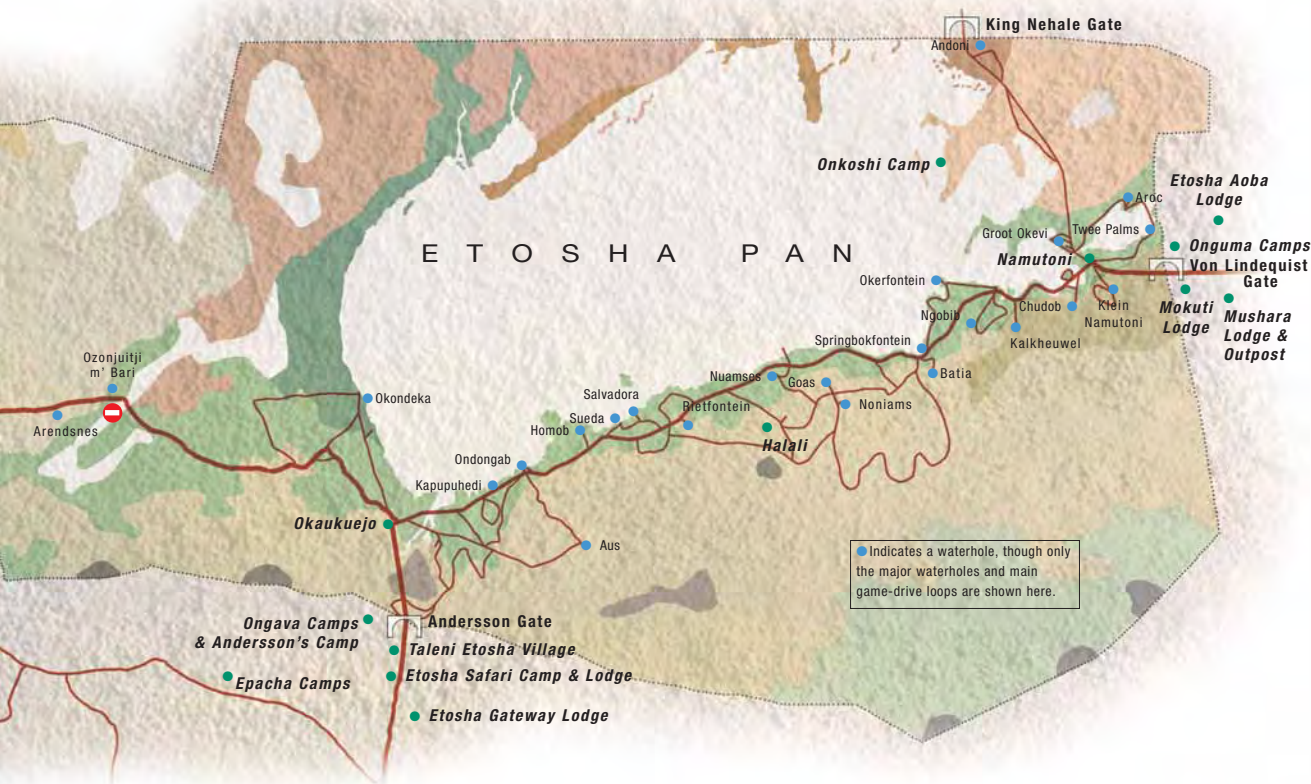 King Nehale Gate
Andoni
Onkoshi Camp
Etosha Aoba
Lodge
Aroc
Groot Okevi
Twee Palms
ETOSHA PAN
Namutoni
Onguma Camps
Von Lindequist
Gate
Okerfontein
Chudob
Klein
Namutoni
Mokuti
Lodge
Mushara
Lodge &
Outpost
Ngobib
Kalkheuwel
Springbokfontein
Ozonjuitji
m’ Bari
Batia
Nuamses
Goas
Okondeka
Salvadora
Rietfontein
Noniams
Arendsnes
Sueda
Homob
Halali
Ondongab
Kapupuhedi
Okaukuejo
Aus
Indicates a waterhole, though only
the major waterholes and main
game-drive loops are shown here.
Ongava Camps
& Andersson’s Camp
Andersson Gate
Taleni Etosha Village
Epacha Camps
Etosha Safari Camp & Lodge
Etosha Gateway Lodge